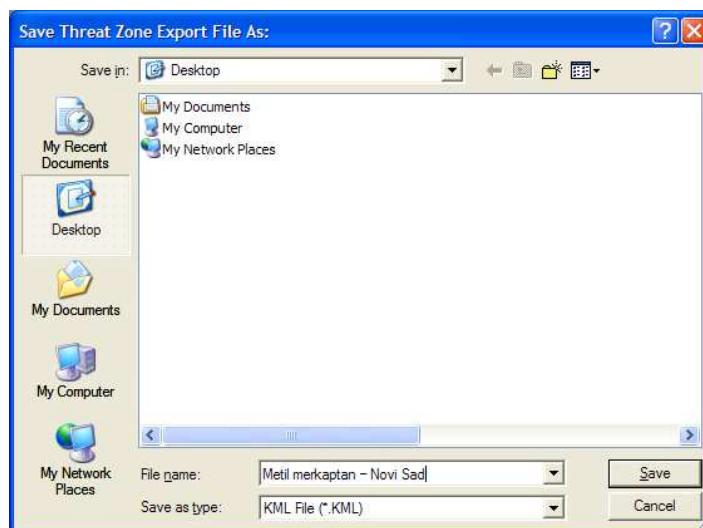 Save Threat Zone Export File As:
Save in:
Desktop
My Recent
Documents
Desktop
My Documents
My Computer
My Network
Places
My Documents
My Computer
My Network Places
File name:
Metil merkaptan – Novi Sad
Save
Save as type:
KML File (*.KML)
Cancel